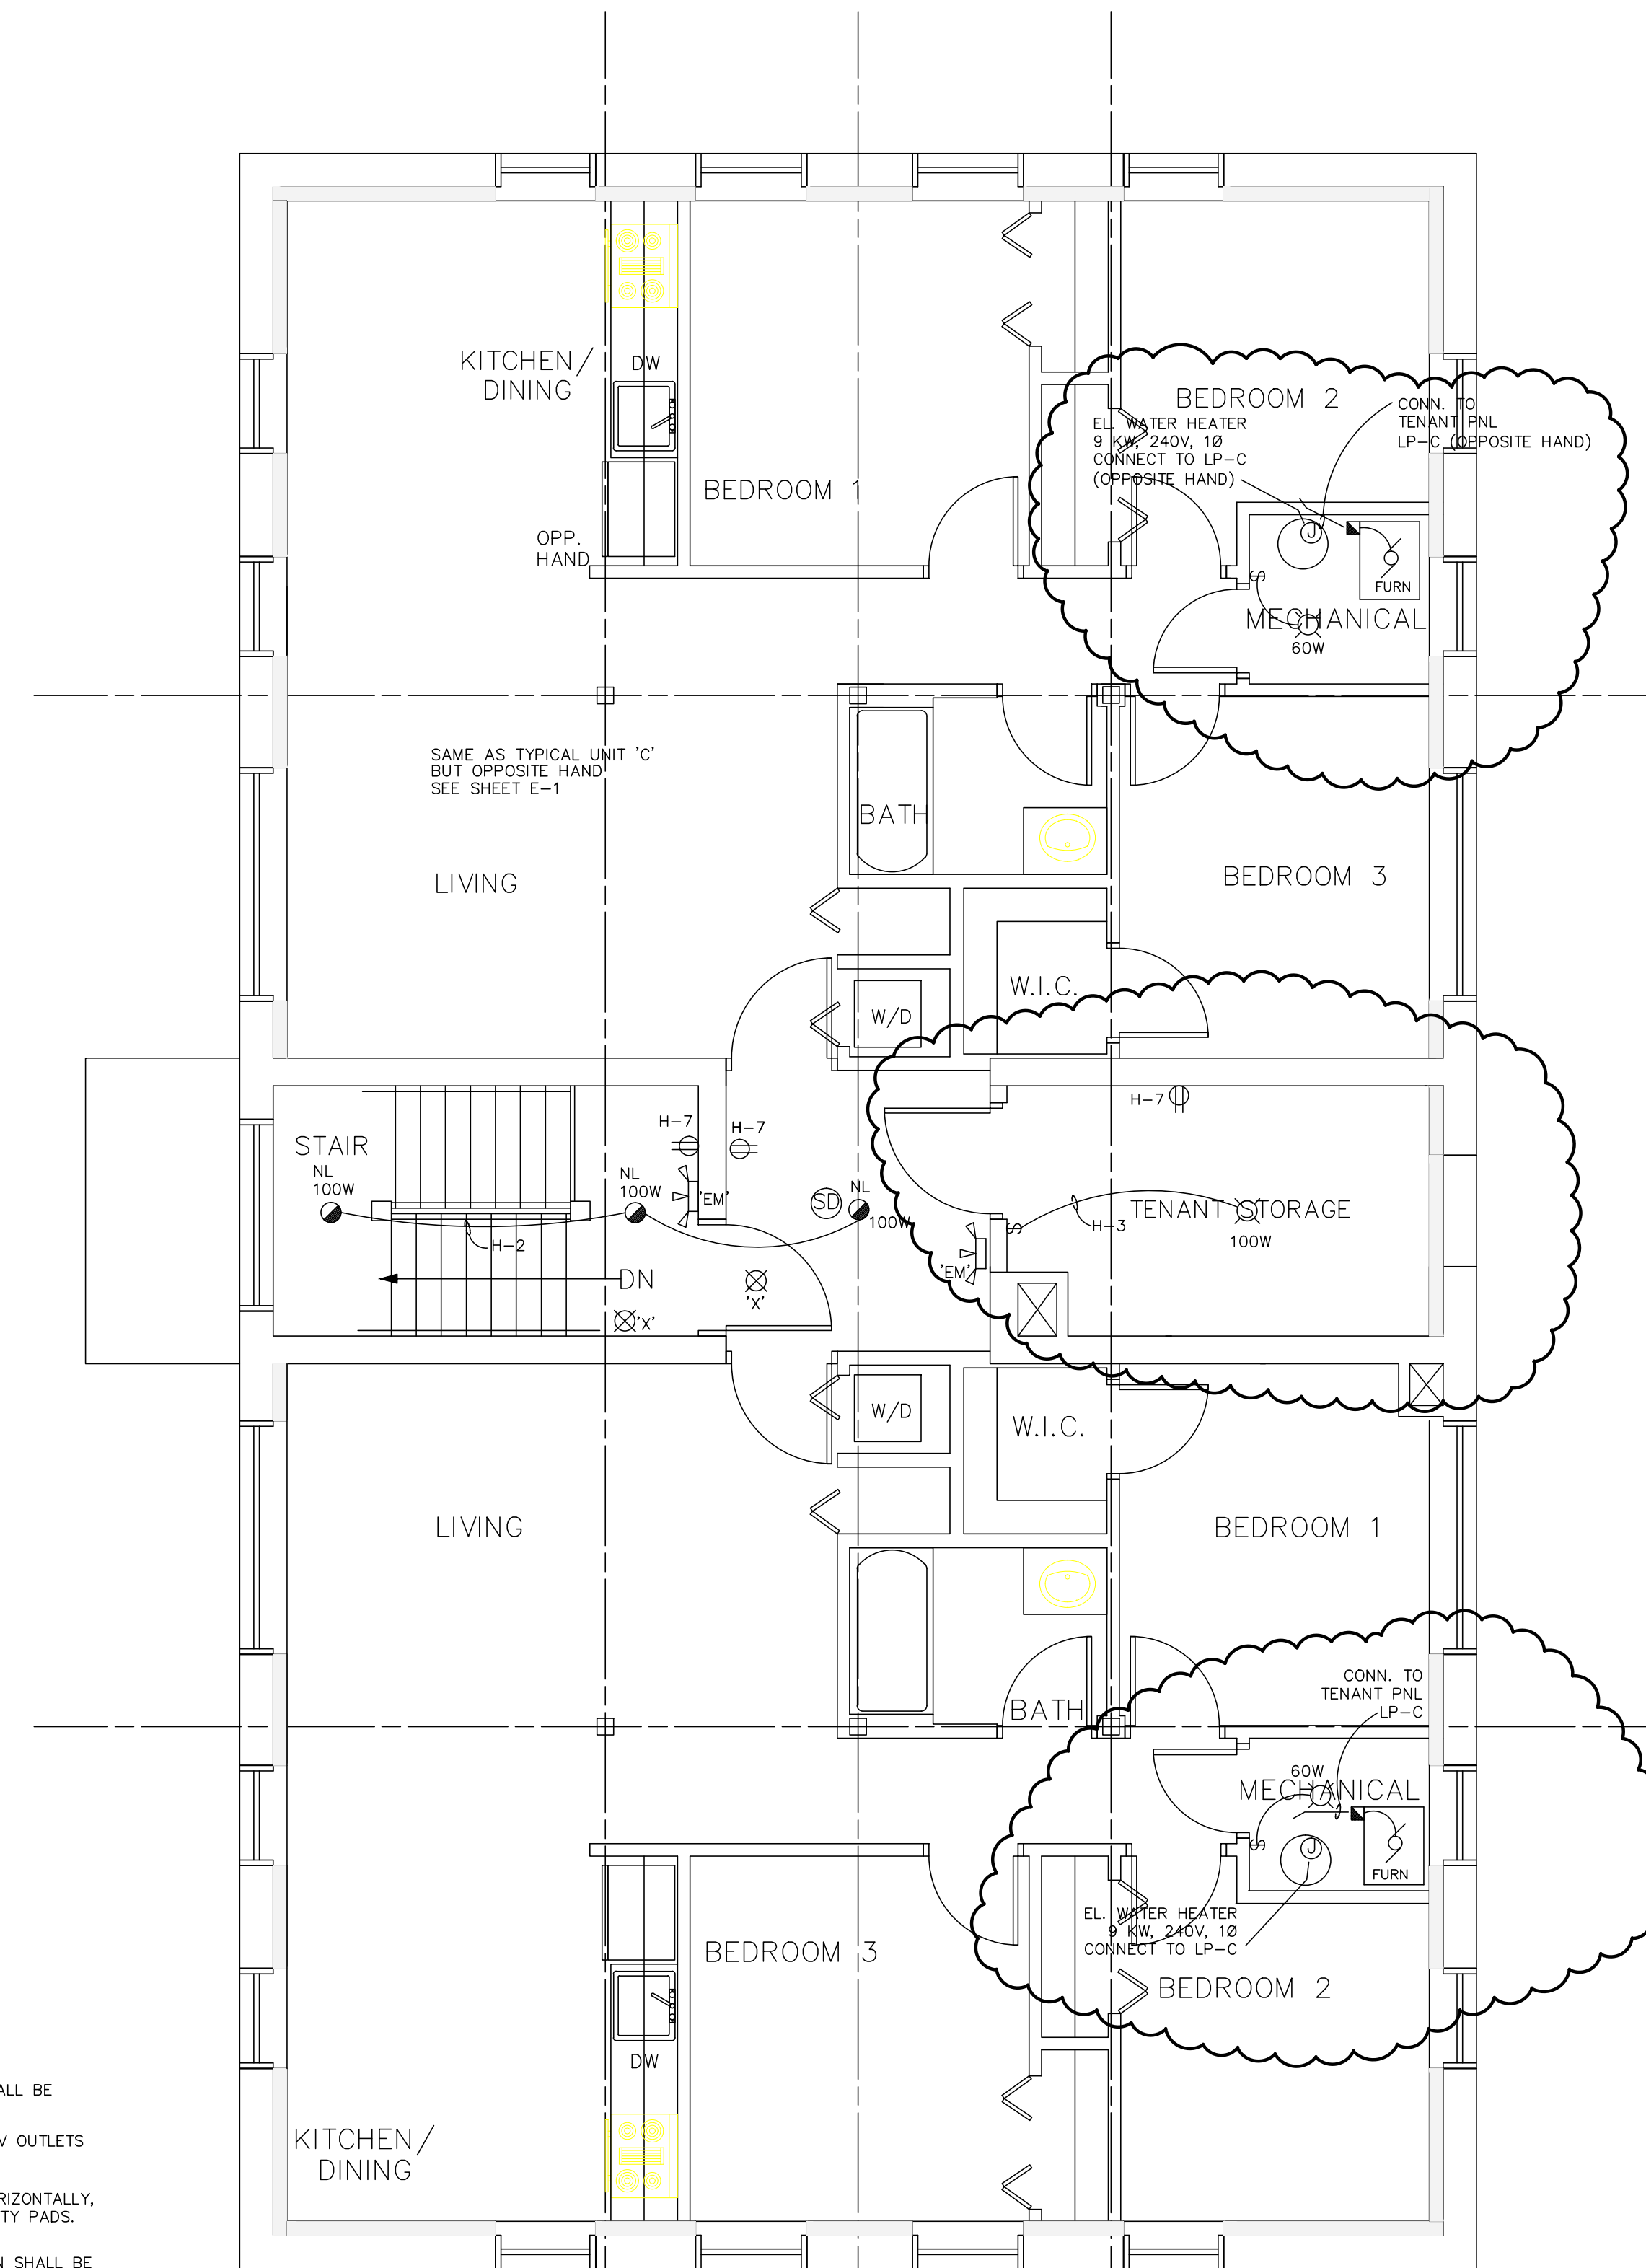 KITCHEN/
DINING
DW
BEDROOM 1
OPP.
HAND
BEDROOM 2
EL. WATER HEATER
9 KW, 240V, 1Ø
CONNECT TO LP-C
(OPPOSITE HAND)
CONN. TO
TENANT PNL
LP-C (OPPOSITE HAND)
J
FURN
S
MECHANICAL
60W
SAME AS TYPICAL UNIT 'C'
BUT OPPOSITE HAND
SEE SHEET E-1
BATH
LIVING
BEDROOM 3
W.I.C.
W/D
H-7
H-7
H-7
STAIR
NL
100W
NL
100W
'EM'
SD
NL
100W
H-2
DN
'X'
'X'
S
H-3
TENANT STORAGE
100W
'EM'
W/D
W.I.C.
LIVING
BEDROOM 1
BATH
CONN. TO
TENANT PNL
LP-C
60W
MECHANICAL
S
J
FURN
EL. WATER HEATER
9 KW, 240V, 1Ø
CONNECT TO LP-C
BEDROOM 3
BEDROOM 2
DW
KITCHEN/
DINING
ALL BE
V OUTLETS
RIZONTALLY,
TY PADS.
N SHALL BE